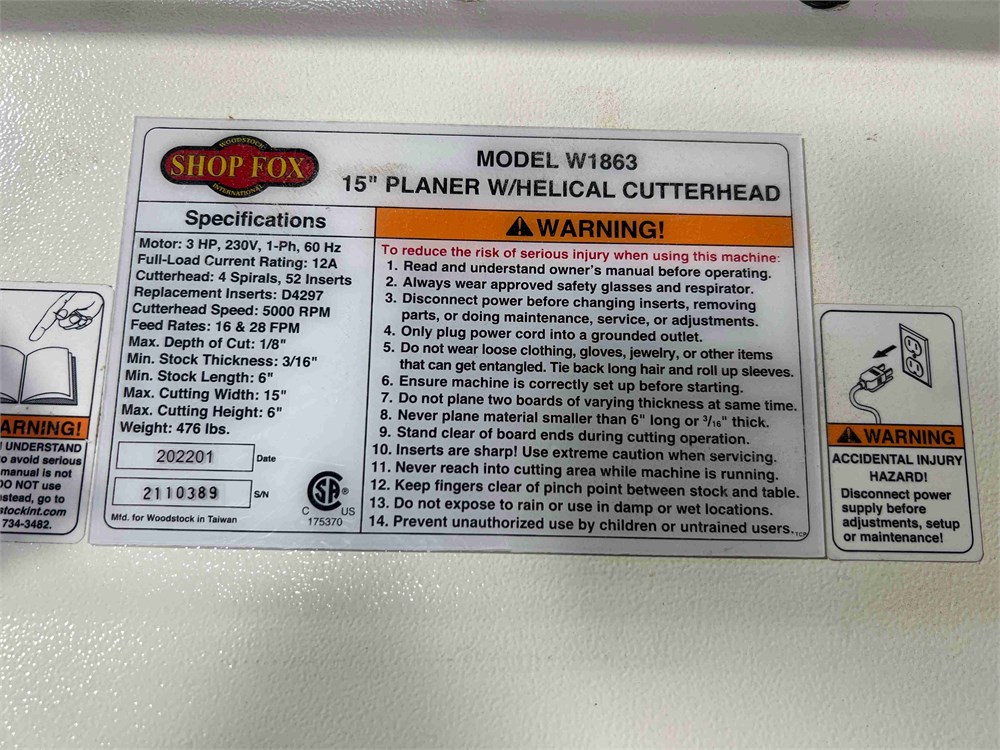 WOODSTOCK
SHOP FOX
INTERNATIONAL
MODEL W1863
15" PLANER W/HELICAL CUTTERHEAD
Specifications
Motor: 3 HP, 230V, 1-Ph, 60 Hz
Full-Load Current Rating: 12A
Cutterhead: 4 Spirals, 52 Inserts
Replacement Inserts: D4297
Cutterhead Speed: 5000 RPM
Feed Rates: 16 & 28 FPM
Max. Depth of Cut: 1/8"
Min. Stock Thickness: 3/16"
Min. Stock Length: 6"
Max. Cutting Width: 15"
Max. Cutting Height: 6"
Weight: 476 lbs.
202201 Date
2110389 S/N
Mfd. for Woodstock in Taiwan
SA ®
C US
175370
WARNING!
To reduce the risk of serious injury when using this machine:
1. Read and understand owner's manual before operating.
2. Always wear approved safety glasses and respirator.
3. Disconnect power before changing inserts, removing
parts, or doing maintenance, service, or adjustments.
4. Only plug power cord into a grounded outlet.
5. Do not wear loose clothing, gloves, jewelry, or other items
that can get entangled. Tie back long hair and roll up sleeves.
6. Ensure machine is correctly set up before starting.
7. Do not plane two boards of varying thickness at same time.
8. Never plane material smaller than 6" long or 3/16" thick.
9. Stand clear of board ends during cutting operation.
10. Inserts are sharp! Use extreme caution when servicing.
11. Never reach into cutting area while machine is running.
12. Keep fingers clear of pinch point between stock and table.
13. Do not expose to rain or use in damp or wet locations.
14. Prevent unauthorized use by children or untrained users.
ARNING!
UNDERSTAND
o avoid serious
manual is not
DO NOT use
stead, go to
stockint.com
734-3482.
WARNING
ACCIDENTAL INJURY
HAZARD!
Disconnect power
supply before
adjustments, setup
or maintenance!